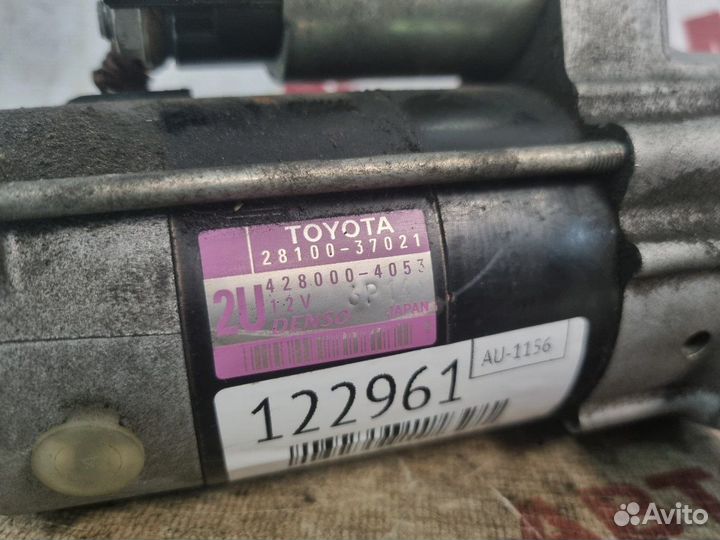 TOYOTA
28100-37021
428000-4053
2U
12V
DENSO
JAPAN
AU-1156
122961
Avito